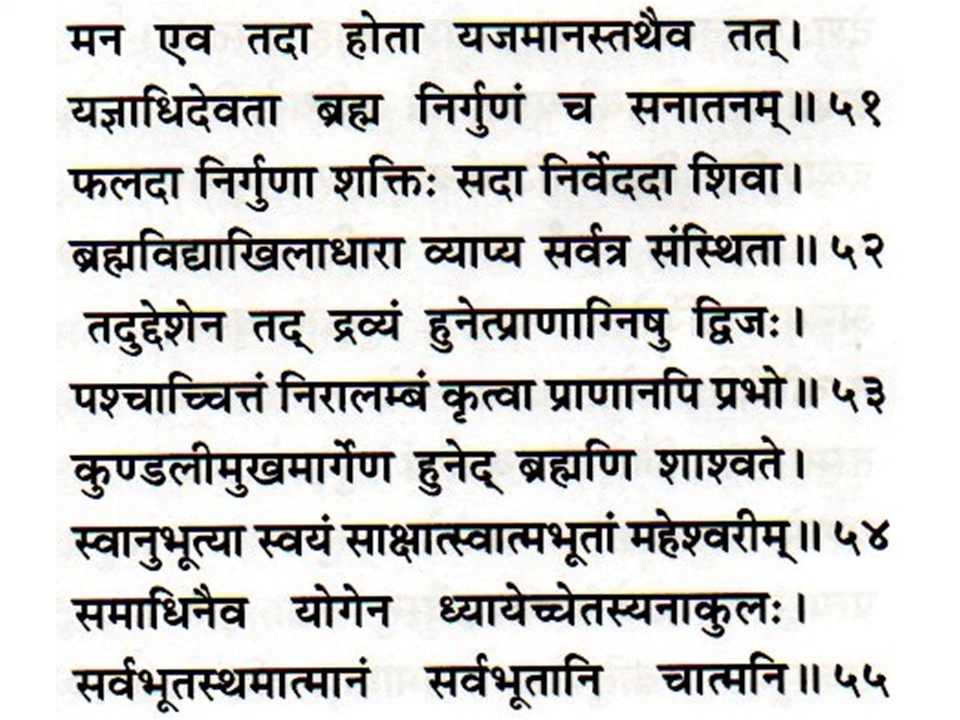 मन एव तदा होता यजमानस्तथैव तत्।
यज्ञाधिदेवता ब्रह्म निर्गुणं च सनातनम्॥ ५१
फलदा निर्गुणा शक्तिः सदा निर्वेददा शिवा।
ब्रह्मविद्याखिलाधारा व्याप्य सर्वत्र संस्थिता॥ ५२
तदुद्देशेन तद् द्रव्यं हुनेत्प्राणाग्निषु द्विजः।
पश्चाच्चित्तं निरालम्बं कृत्वा प्राणानपि प्रभो॥ ५३
कुण्डलीमुखमार्गेण हुनेद् ब्रह्मणि शाश्वते।
स्वानुभूत्या स्वयं साक्षात्स्वात्मभूतां महेश्वरीम्॥ ५४
समाधिनैव योगेन ध्यायेच्चेतस्यनाकुलः।
सर्वभूतस्थमात्मानं सर्वभूतानि चात्मनि॥ ५५